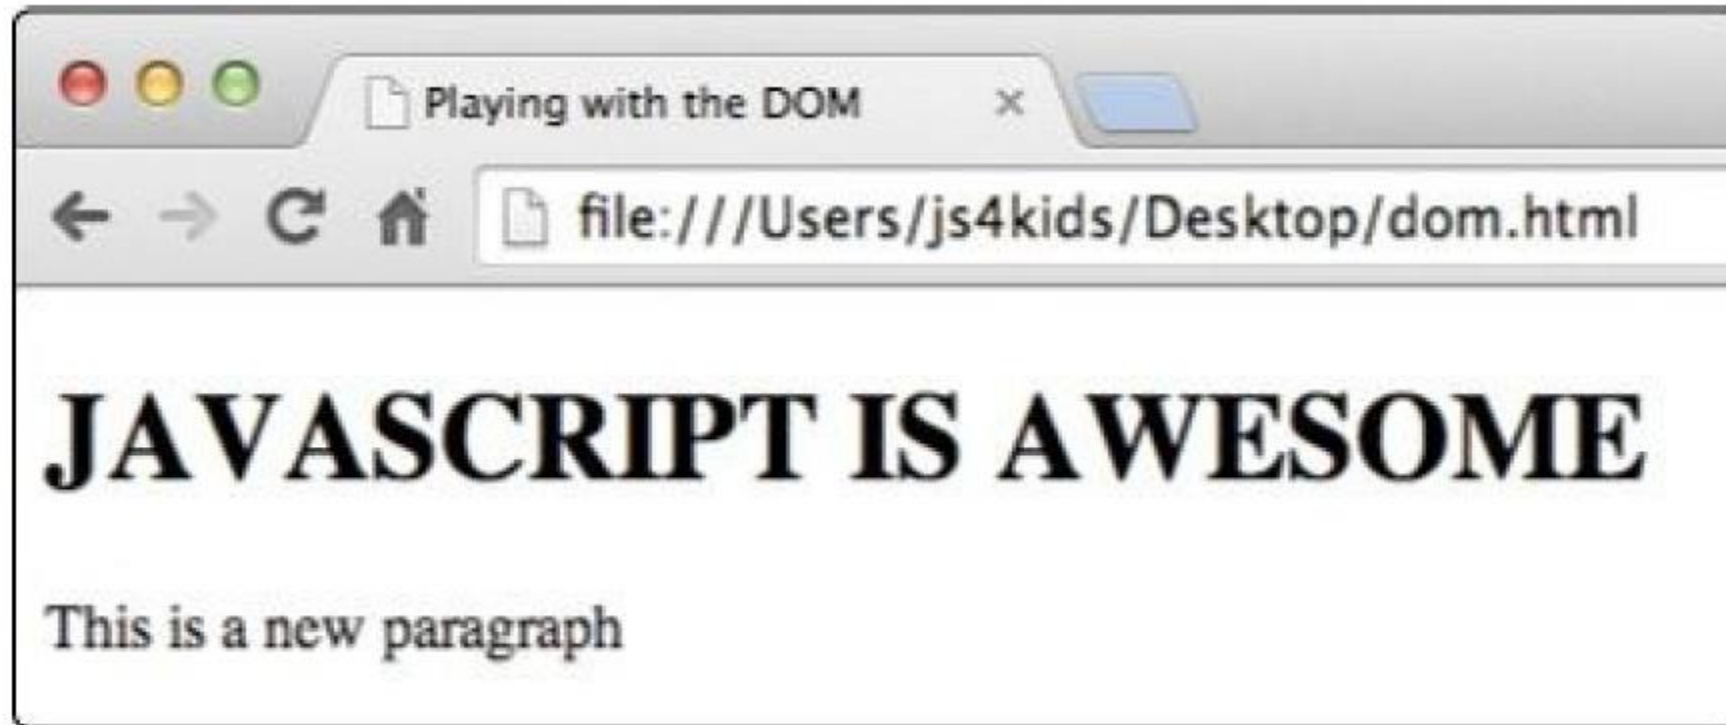 Playing with the DOM
file:///Users/js4kids/Desktop/dom.html
JAVASCRIPT IS AWESOME
This is a new paragraph